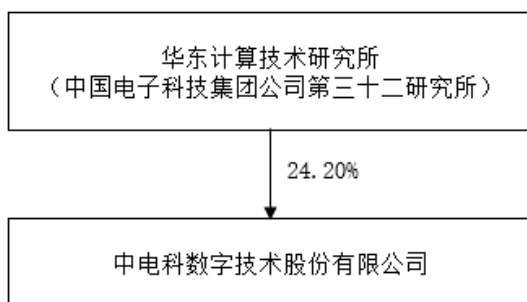 华东计算技术研究所
（中国电子科技集团公司第三十二研究所）
24.20%
中电科数字技术股份有限公司